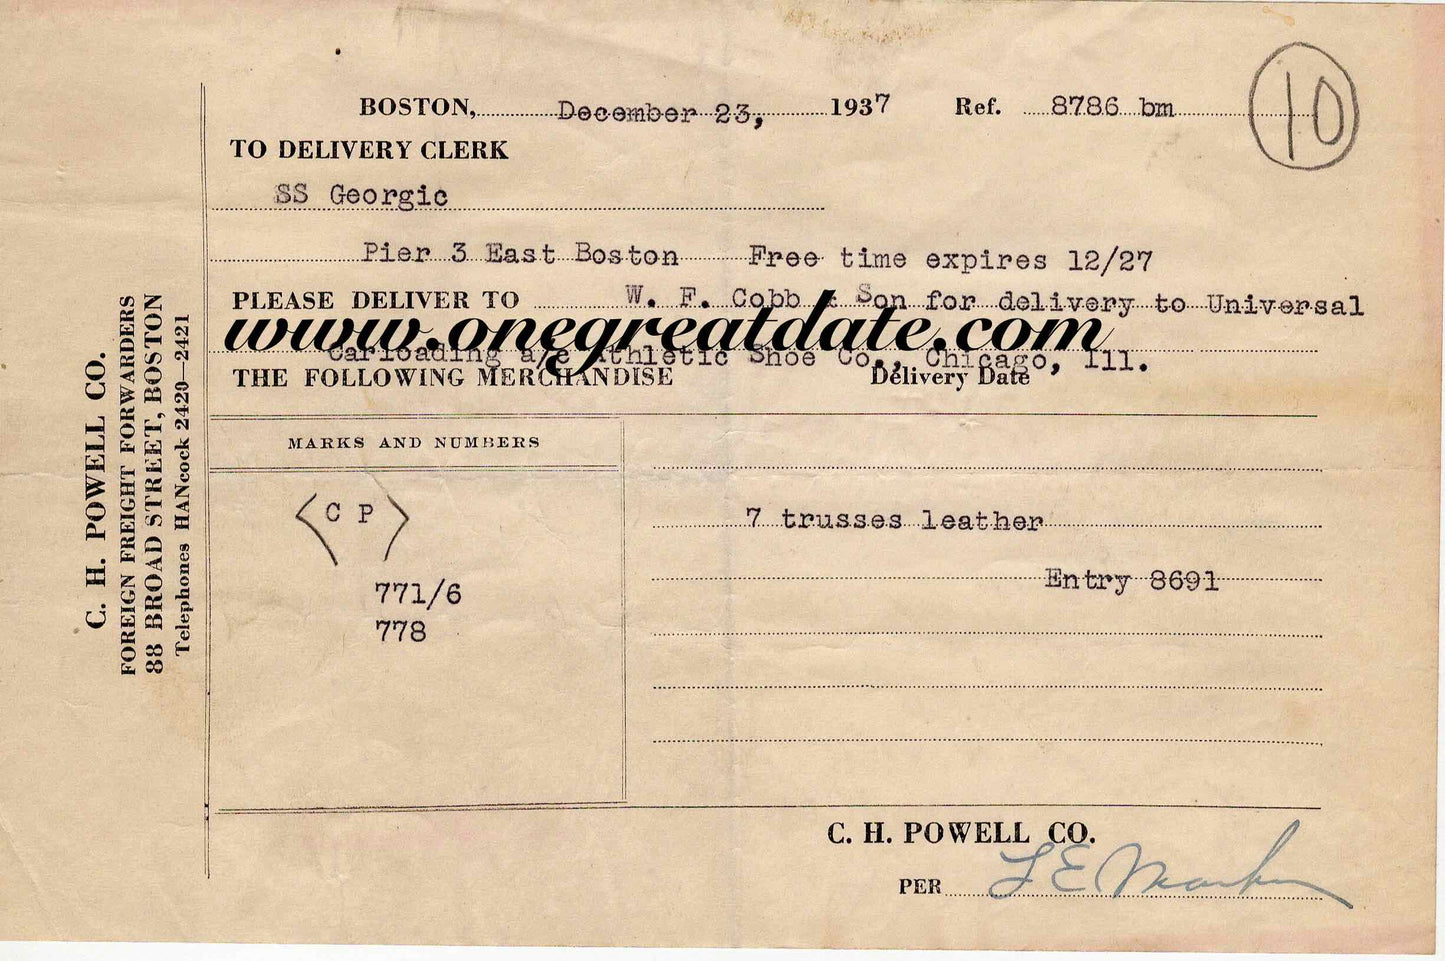 BOSTON, December 23, 1937 Ref. 8786 bm
10
TO DELIVERY CLERK
SS Georgic
Pier 3 East Boston Free time expires 12/27
PLEASE DELIVER TO W. F. Cobb & Son for delivery to Universal
www.onegreatdate.com
Carloading a/c Athletic Shoe Co., Chicago, Ill.
THE FOLLOWING MERCHANDISE Delivery Date
MARKS AND NUMBERS
<C P>
771/6
778
7 trusses leather
Entry 8691
C. H. POWELL CO.
PER L E
C. H. POWELL CO.
FOREIGN FREIGHT FORWARDERS
88 BROAD STREET, BOSTON
Telephones HANcock 2420—2421